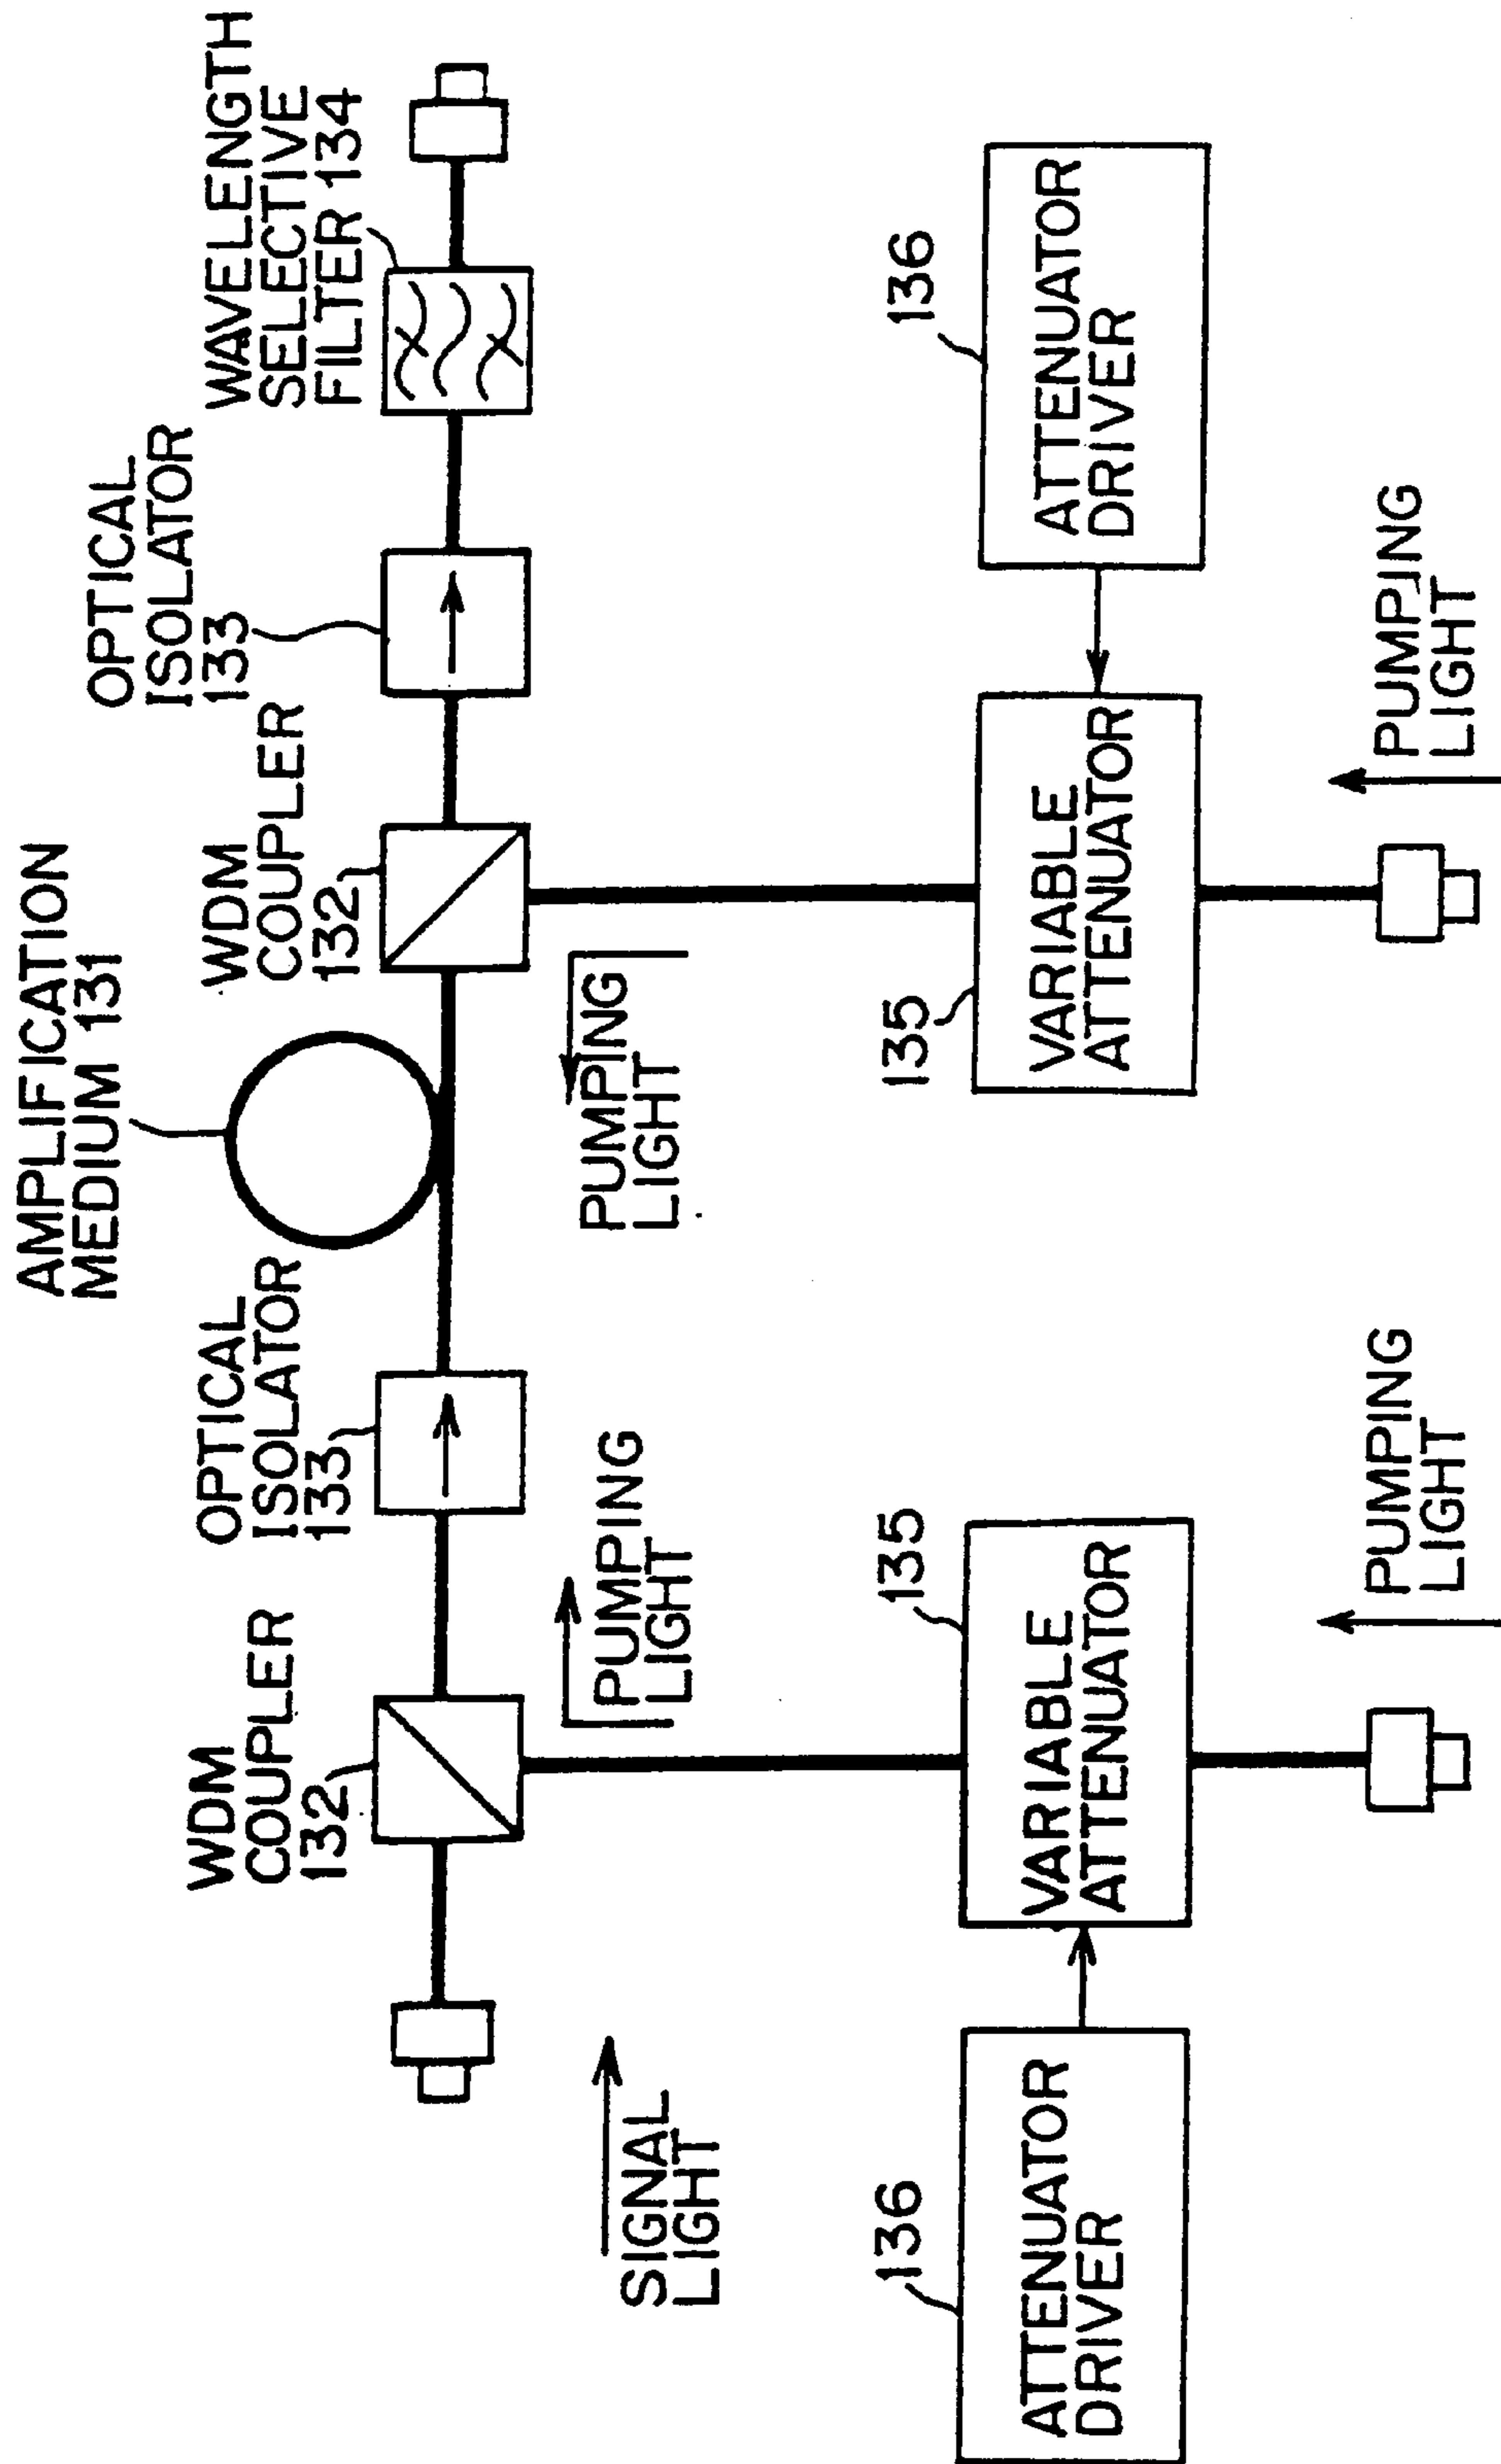 AMPLIFICATION
MEDIUM 131
OPTICAL
ISOLATOR
133
WAVELENGTH
SELECTIVE
FILTER 134
WDM
COUPLER
132
OPTICAL
ISOLATOR
133
WDM
COUPLER
132
PUMPING
LIGHT
PUMPING
LIGHT
SIGNAL
LIGHT
136
ATTENUATOR
DRIVER
135
VARIABLE
ATTENUATOR
135
VARIABLE
ATTENUATOR
136
ATTENUATOR
DRIVER
PUMPING
LIGHT
PUMPING
LIGHT